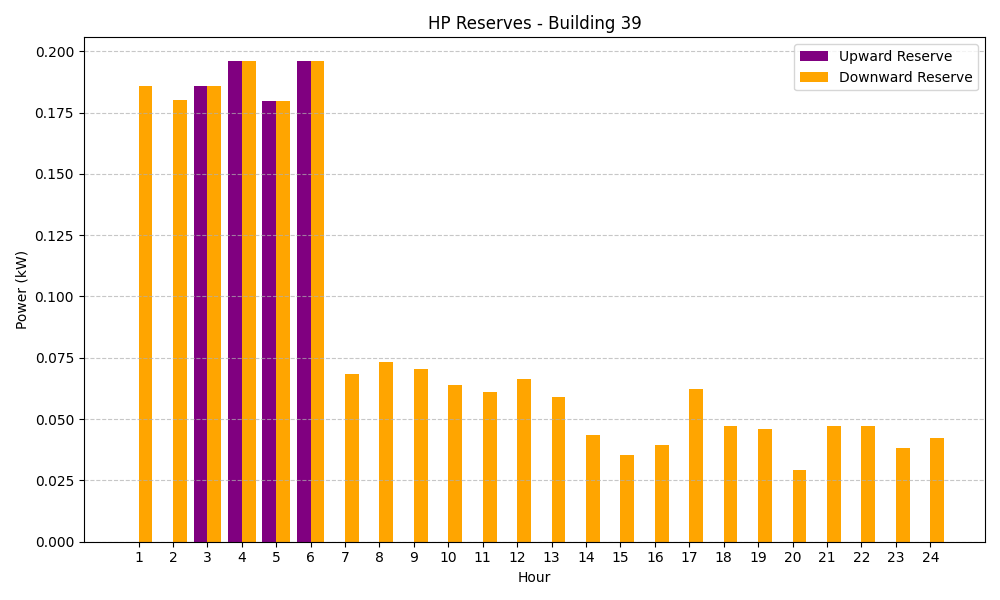 HP Reserves - Building 39
Upward Reserve
Downward Reserve
Power (kW)
0.200
0.175
0.150
0.125
0.100
0.075
0.050
0.025
0.000
1 2 3 4 5 6 7 8 9 10 11 12 13 14 15 16 17 18 19 20 21 22 23 24
Hour